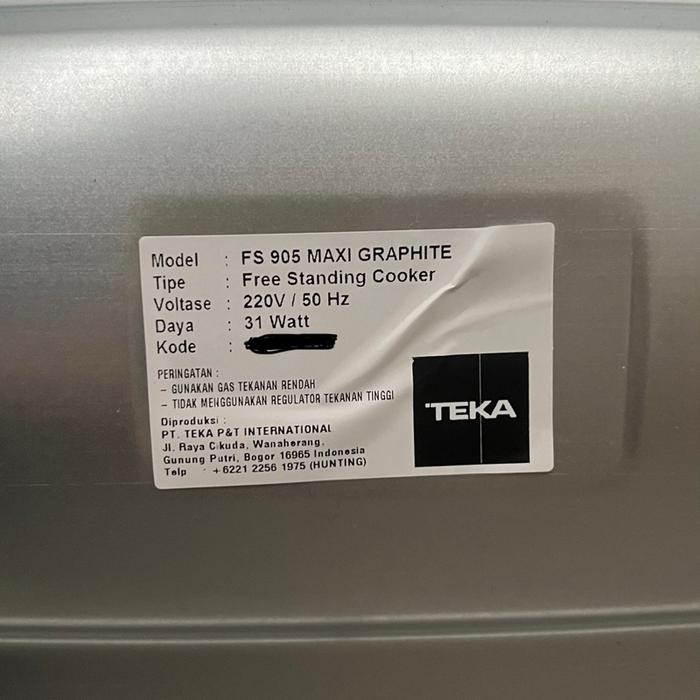 Model : FS 905 MAXI GRAPHITE
Tipe : Free Standing Cooker
Voltase : 220V / 50 Hz
Daya : 31 Watt
Kode :
PERINGATAN :
- GUNAKAN GAS TEKANAN RENDAH
- TIDAK MENGGUNAKAN REGULATOR TEKANAN TINGGI
Diproduksi :
PT. TEKA P&T INTERNATIONAL
Jl. Raya Cikuda, Wanaherang,
Gunung Putri, Bogor 16965 Indonesia
Telp : +6221 2256 1975 (HUNTING)
TEKA